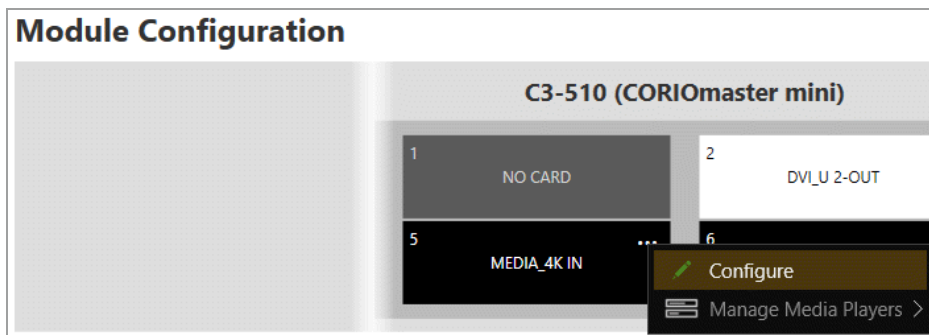 Module Configuration
C3-510 (CORIOmaster mini)
1
NO CARD
2
DVI_U 2-OUT
5
...
MEDIA_4K IN
6
Configure
Manage Media Players >